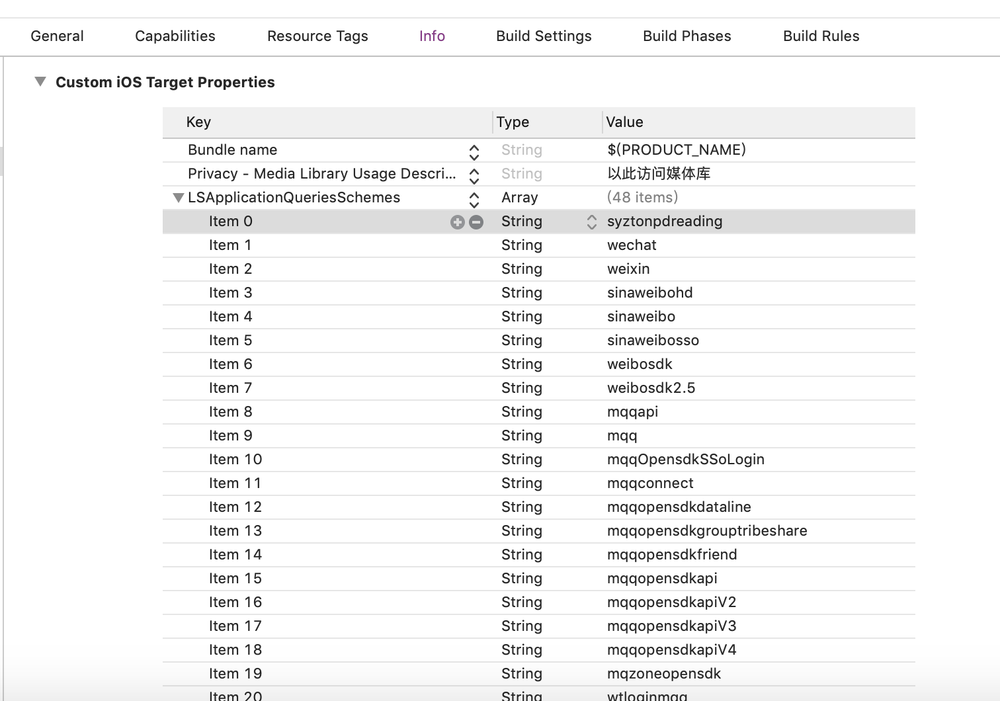 General Capabilities Resource Tags Info Build Settings Build Phases Build Rules
Custom iOS Target Properties
Key Type Value
Bundle name String $(PRODUCT_NAME)
Privacy - Media Library Usage Descri... String 以此访问媒体库
LSApplicationQueriesSchemes Array (48 items)
Item 0 String syztonpdreading
Item 1 String wechat
Item 2 String weixin
Item 3 String sinaweibohd
Item 4 String sinaweibo
Item 5 String sinaweibosso
Item 6 String weibosdk
Item 7 String weibosdk2.5
Item 8 String mqqapi
Item 9 String mqq
Item 10 String mqqOpensdkSSoLogin
Item 11 String mqqconnect
Item 12 String mqqopensdkdataline
Item 13 String mqqopensdkgrouptribeshare
Item 14 String mqqopensdkfriend
Item 15 String mqqopensdkapi
Item 16 String mqqopensdkapiV2
Item 17 String mqqopensdkapiV3
Item 18 String mqqopensdkapiV4
Item 19 String mqzoneopensdk
Item 20 String wtloginmqq